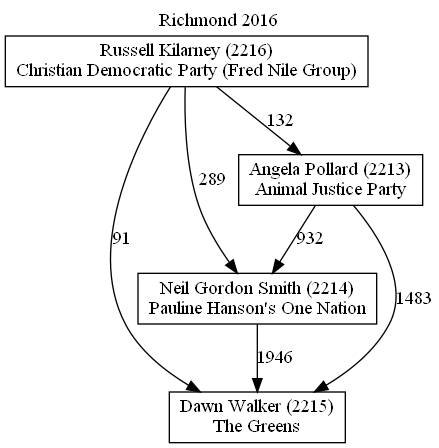 Richmond 2016
Russell Kilarney (2216)
Christian Democratic Party (Fred Nile Group)
132
Angela Pollard (2213)
Animal Justice Party
289
91
932
Neil Gordon Smith (2214)
Pauline Hanson's One Nation
1483
1946
Dawn Walker (2215)
The Greens